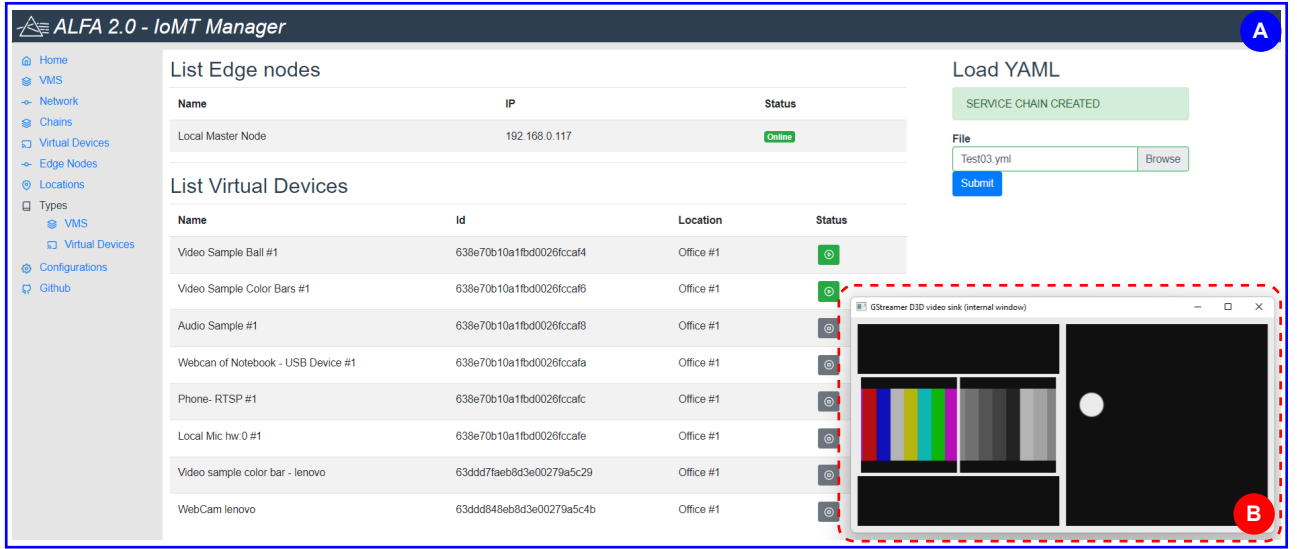 ALFA 2.0 - IoMT Manager
A
Home
VMS
Network
Chains
Virtual Devices
Edge Nodes
Locations
Types
VMS
Virtual Devices
Configurations
Github
List Edge nodes
Name IP Status
Local Master Node 192.168.0.117 Online
List Virtual Devices
Name Id Location Status
Video Sample Ball #1 638e70b10a1fbd0026fccaf4 Office #1
Video Sample Color Bars #1 638e70b10a1fbd0026fccaf6 Office #1
Audio Sample #1 638e70b10a1fbd0026fccaf8 Office #1
Webcan of Notebook - USB Device #1 638e70b10a1fbd0026fccafa Office #1
Phone- RTSP #1 638e70b10a1fbd0026fccafc Office #1
Local Mic hw:0 #1 638e70b10a1fbd0026fccafe Office #1
Video sample color bar - lenovo 63ddd7faeb8d3e00279a5c29 Office #1
WebCam lenovo 63ddd848eb8d3e00279a5c4b Office #1
Load YAML
SERVICE CHAIN CREATED
File
Test03.yml Browse
Submit
GStreamer D3D video sink (internal window)
B